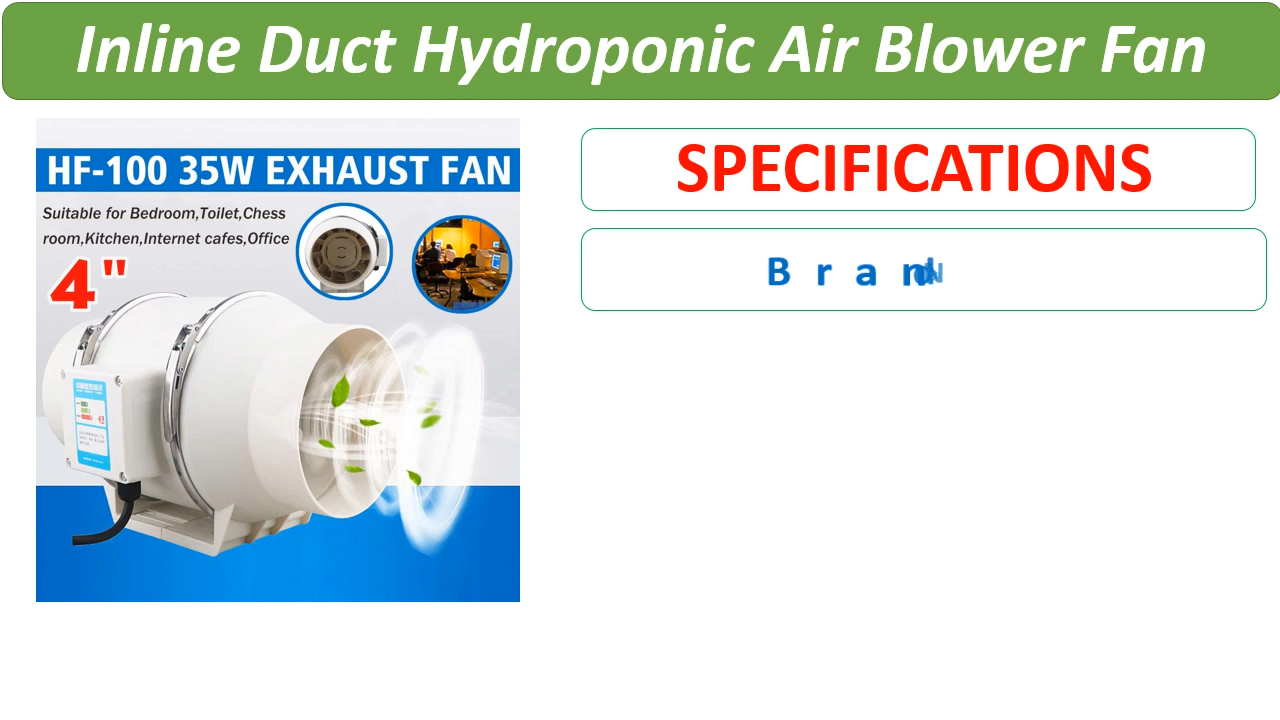 Inline Duct Hydroponic Air Blower Fan
HF-100 35W EXHAUST FAN
Suitable for Bedroom,Toilet,Chess
room,Kitchen,Internet cafes,Office
4"
SPECIFICATIONS
Brand